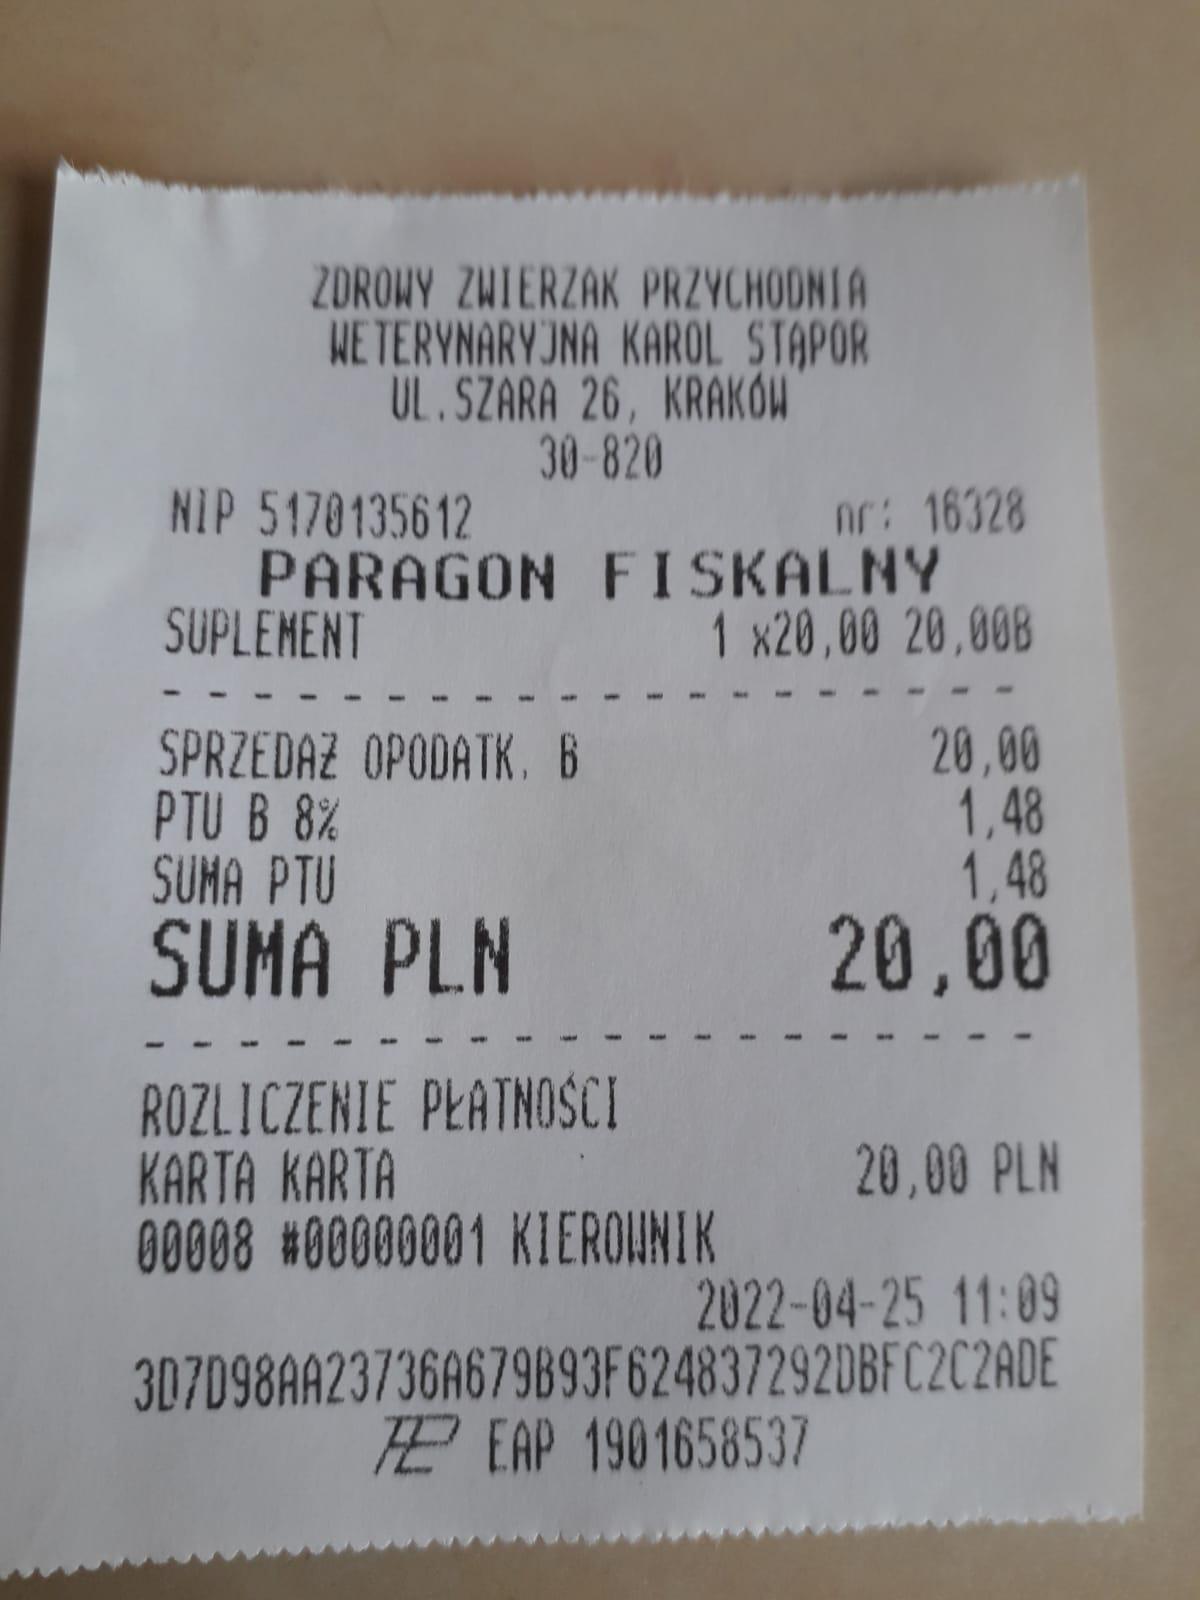 ZDROWY ZWIERZAK PRZYCHODNIA
WETERYNARYJNA KAROL STĄPOR
UL.SZARA 26, KRAKÓW
30-820
NIP 5170135612 nr: 16328
PARAGON FISKALNY
SUPLEMENT 1 x20,00 20,00B
SPRZEDAŻ OPODATK. B 20,00
PTU B 8% 1,48
SUMA PTU 1,48
SUMA PLN 20,00
ROZLICZENIE PŁATNOŚCI
KARTA KARTA 20,00 PLN
00008 #00000001 KIEROWNIK
2022-04-25 11:09
3D7D98AA23736A679B93F624837292DBFC2C2ADE
EAP 1901658537